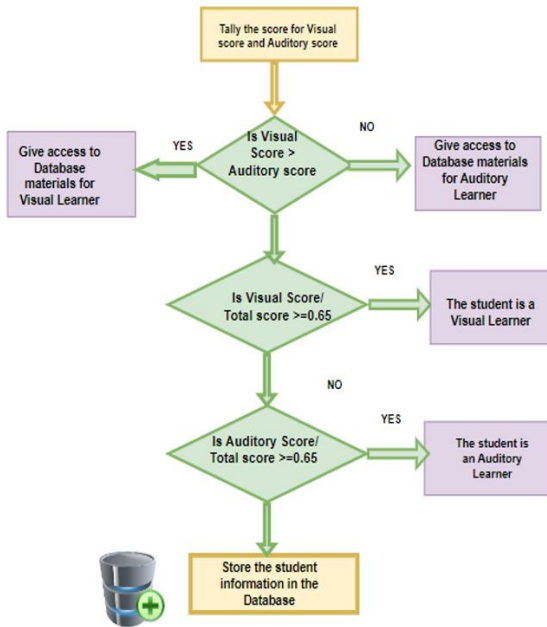 Tally the score for Visual
score and Auditory score
Is Visual
Score >
Auditory score
YES
NO
Give access to
Database
materials for
Visual Learner
Give access to
Database materials
for Auditory
Learner
Is Visual Score/
Total score >=0.65
YES
The student is a
Visual Learner
NO
Is Auditory Score/
Total score >=0.65
YES
The student is
an Auditory
Learner
Store the student
information in the
Database